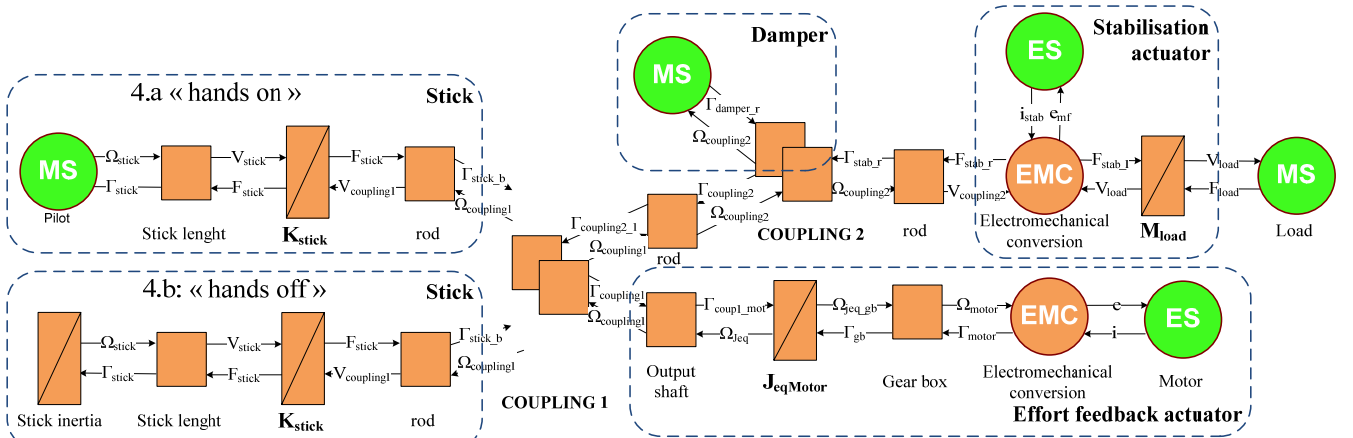 4.a « hands on »
Stick
MS
Pilot
Ωstick
Γstick
Stick lenght
Vstick
Fstick
Kstick
Fstick
Vcoupling1
rod
Γstick_b
Ωcoupling1
4.b: « hands off »
Stick
Stick inertia
Ωstick
Γstick
Stick lenght
Vstick
Fstick
Kstick
Fstick
Vcoupling1
rod
Γstick_b
Ωcoupling1
COUPLING 1
Γcoupling2_1
Ωcoupling1
rod
Γcoupling2
Ωcoupling2
Damper
MS
Γdamper_r
Ωcoupling2
COUPLING 2
Γstab_r
Ωcoupling2
rod
Fstab_r
Vcoupling2
Stabilisation
actuator
ES
istab
emf
EMC
Electromechanical
conversion
Fstab_l
Vload
Mload
Vload
Fload
MS
Load
Γcoupling1
Ωcoupling1
Output
shaft
Γcoup1_mot
ΩJeq
JeqMotor
Ωjeq_gb
Γgb
Gear box
Ωmotor
Γmotor
EMC
Electromechanical
conversion
e
i
ES
Motor
Effort feedback actuator